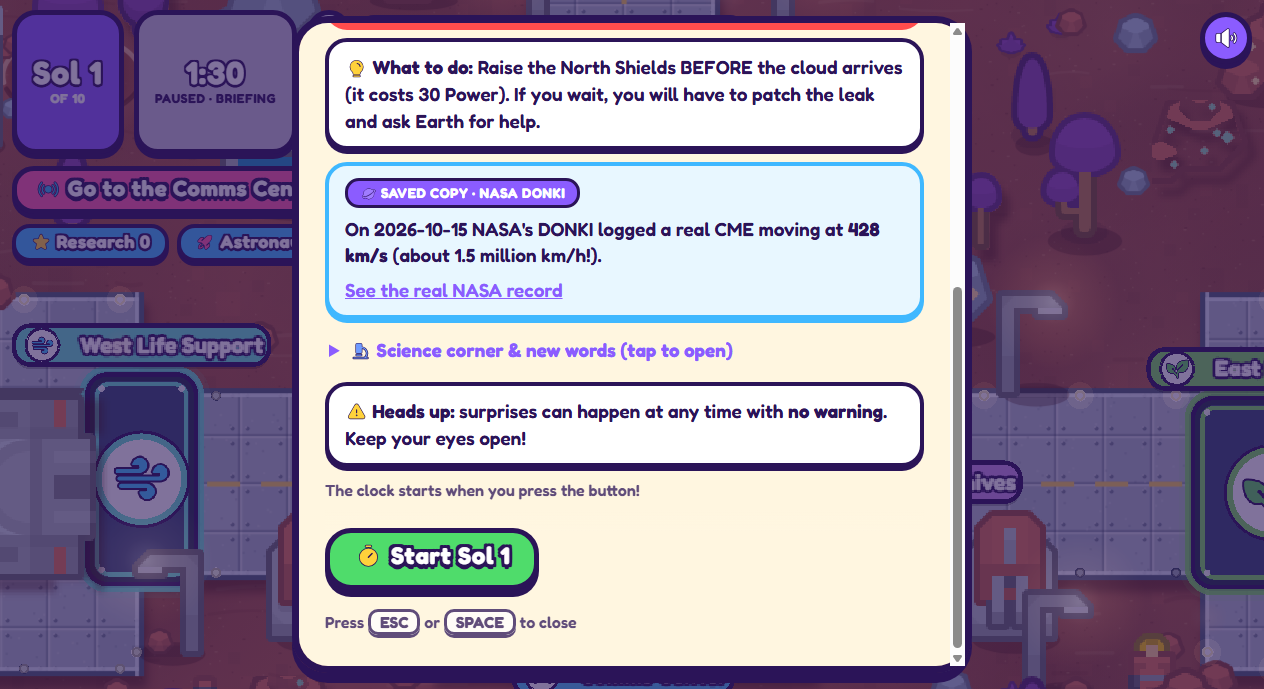 Sol 1
OF 10
1:30
PAUSED · BRIEFING
Go to the Comms Cen
Research 0
Astrona
West Life Support
What to do: Raise the North Shields BEFORE the cloud arrives
(it costs 30 Power). If you wait, you will have to patch the leak
and ask Earth for help.
SAVED COPY · NASA DONKI
On 2026-10-15 NASA's DONKI logged a real CME moving at 428
km/s (about 1.5 million km/h!).
See the real NASA record
Science corner & new words (tap to open)
Heads up: surprises can happen at any time with no warning.
Keep your eyes open!
The clock starts when you press the button!
Start Sol 1
Press ESC or SPACE to close
East
hives